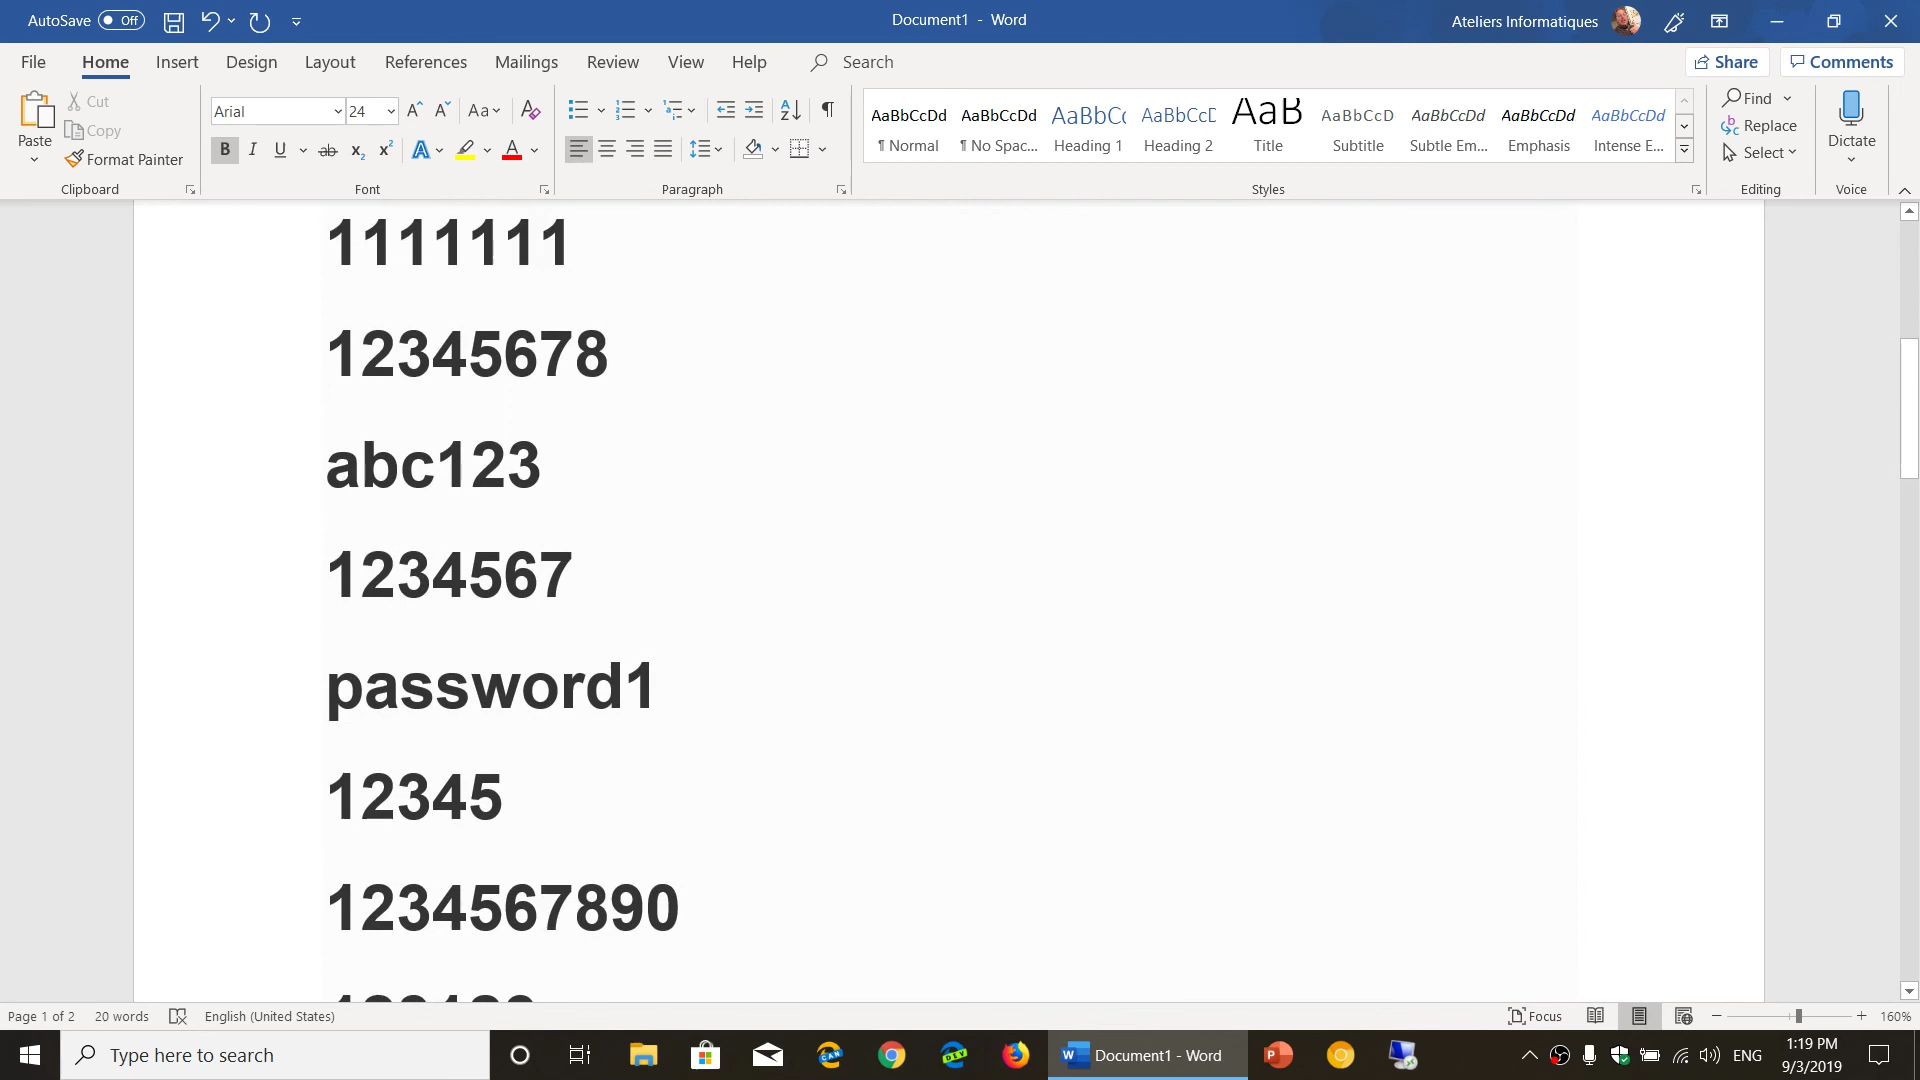 AutoSave Off
Document1 - Word
Ateliers Informatiques
File Home Insert Design Layout References Mailings Review View Help Search
Share Comments
Paste
Cut
Copy
Format Painter
Clipboard
Arial 24
Font
Paragraph
AaBbCcDd AaBbCcDd AaBbC AaBbCcD AaB AaBbCcD AaBbCcDd AaBbCcDd AaBbCcDd
¶ Normal ¶ No Spac... Heading 1 Heading 2 Title Subtitle Subtle Em... Emphasis Intense E...
Styles
Find
Replace
Select
Editing
Dictate
Voice
1111111
12345678
abc123
1234567
password1
12345
1234567890
Page 1 of 2 20 words English (United States)
Focus 160%
Type here to search
CAN
DEV
Document1 - Word
ENG
1:19 PM
9/3/2019